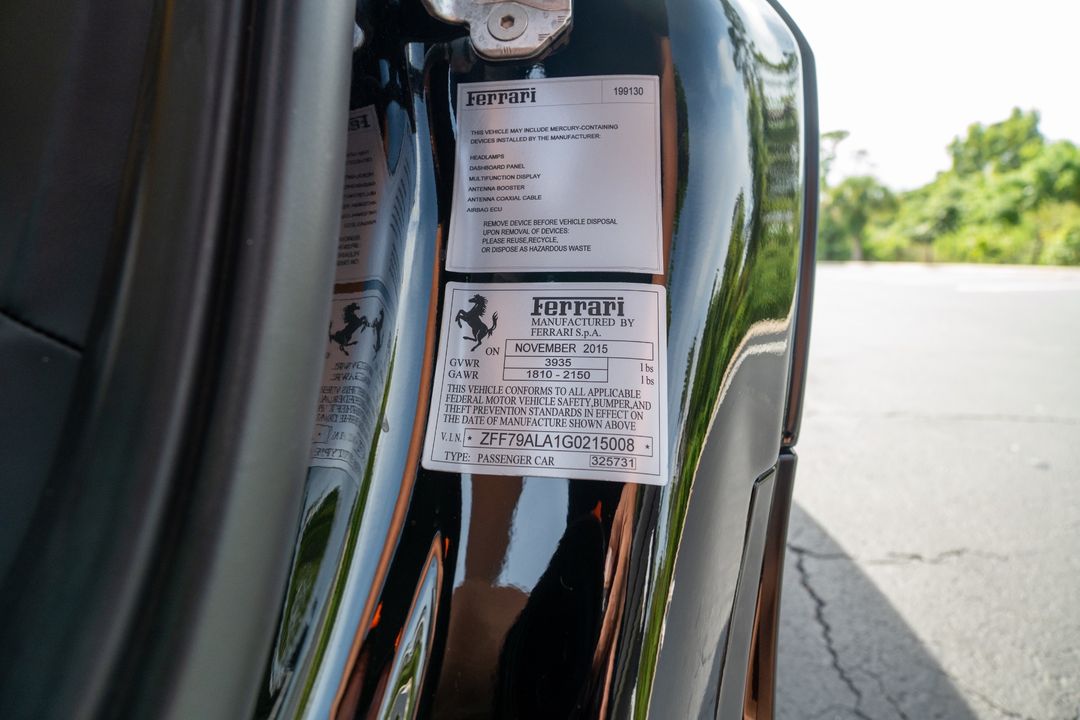 Ferrari 199130
THIS VEHICLE MAY INCLUDE MERCURY-CONTAINING
DEVICES INSTALLED BY THE MANUFACTURER:
HEADLAMPS
DASHBOARD PANEL
MULTIFUNCTION DISPLAY
ANTENNA BOOSTER
ANTENNA COAXIAL CABLE
AIRBAG ECU
REMOVE DEVICE BEFORE VEHICLE DISPOSAL
UPON REMOVAL OF DEVICES:
PLEASE REUSE,RECYCLE,
OR DISPOSE AS HAZARDOUS WASTE
Ferrari
MANUFACTURED BY
FERRARI S.p.A.
ON NOVEMBER 2015
GVWR 3935 lbs
GAWR 1810 - 2150 lbs
THIS VEHICLE CONFORMS TO ALL APPLICABLE
FEDERAL MOTOR VEHICLE SAFETY,BUMPER,AND
THEFT PREVENTION STANDARDS IN EFFECT ON
THE DATE OF MANUFACTURE SHOWN ABOVE
V.I.N. * ZFF79ALA1G0215008 *
TYPE: PASSENGER CAR 325731